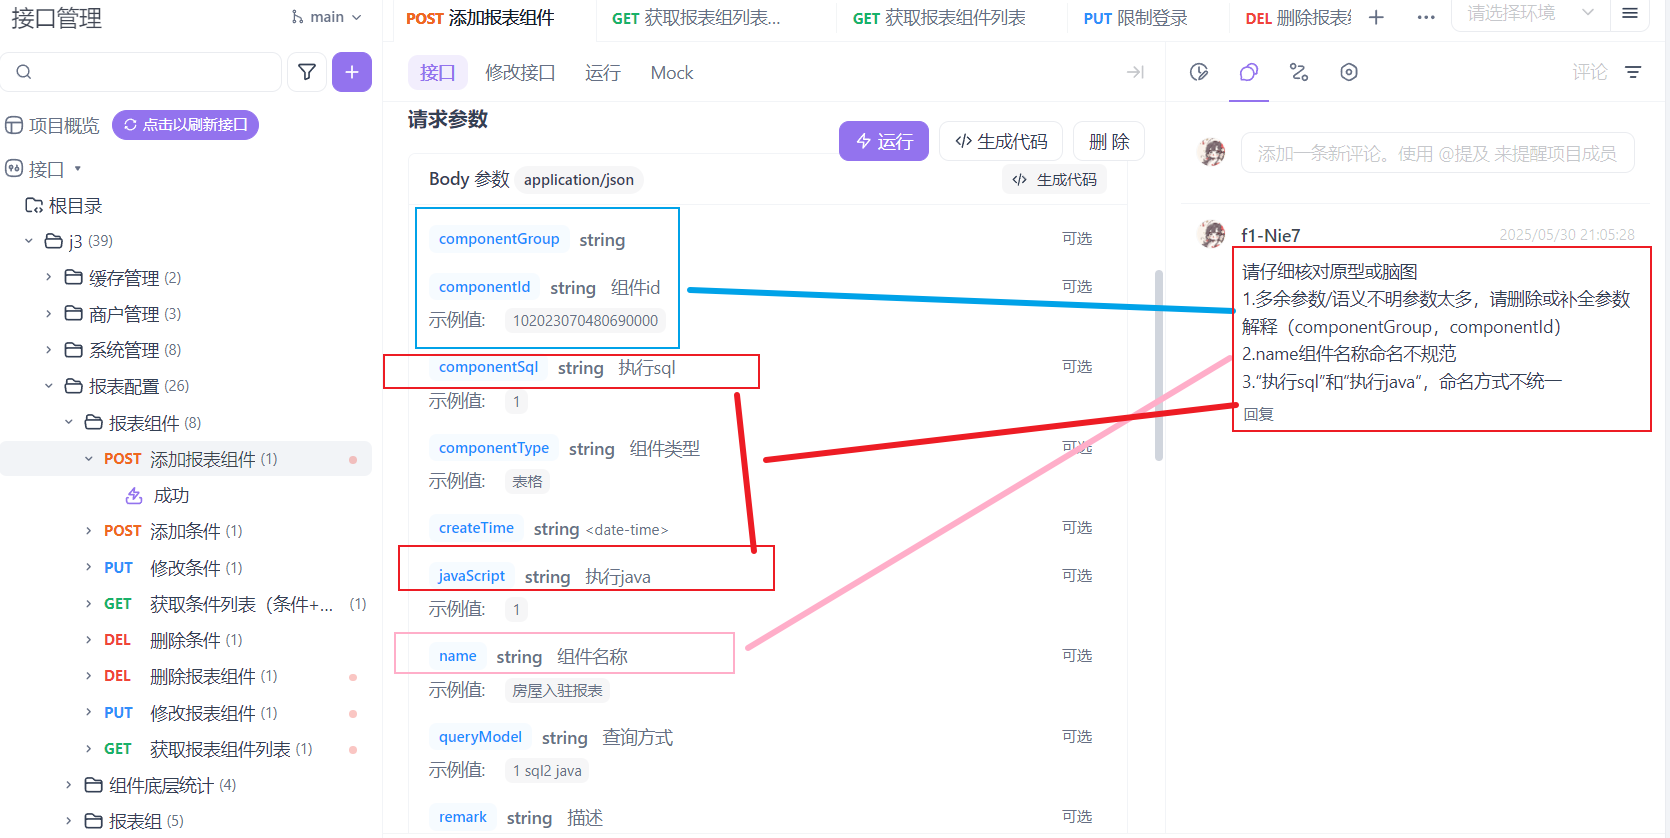 接口管理
main
点击以刷新接口
项目概览
接口
根目录
j3 (39)
缓存管理 (2)
商户管理 (3)
系统管理 (8)
报表配置 (26)
报表组件 (8)
POST 添加报表组件 (1)
成功
POST 添加条件 (1)
PUT 修改条件 (1)
GET 获取条件列表（条件+... (1)
DEL 删除条件 (1)
DEL 删除报表组件 (1)
PUT 修改报表组件 (1)
GET 获取报表组件列表 (1)
组件底层统计 (4)
报表组 (5)
POST 添加报表组件
GET 获取报表组列表...
GET 获取报表组件列表
PUT 限制登录
DEL 删除报表
请选择环境
接口
修改接口
运行
Mock
请求参数
运行
生成代码
删 除
Body 参数 application/json
生成代码
componentGroup string 可选
componentId string 组件id 可选
示例值: 102023070480690000
componentSql string 执行sql 可选
示例值: 1
componentType string 组件类型 可选
示例值: 表格
createTime string <date-time> 可选
javaScript string 执行java 可选
示例值: 1
name string 组件名称 可选
示例值: 房屋入驻报表
queryModel string 查询方式 可选
示例值: 1 sql2 java
remark string 描述 可选
评论
添加一条新评论。使用 @提及 来提醒项目成员
f1-Nie7 2025/05/30 21:05:28
请仔细核对原型或脑图
1.多余参数/语义不明参数太多，请删除或补全参数
解释（componentGroup，componentId）
2.name组件名称命名不规范
3.“执行sql”和“执行java“，命名方式不统一
回复